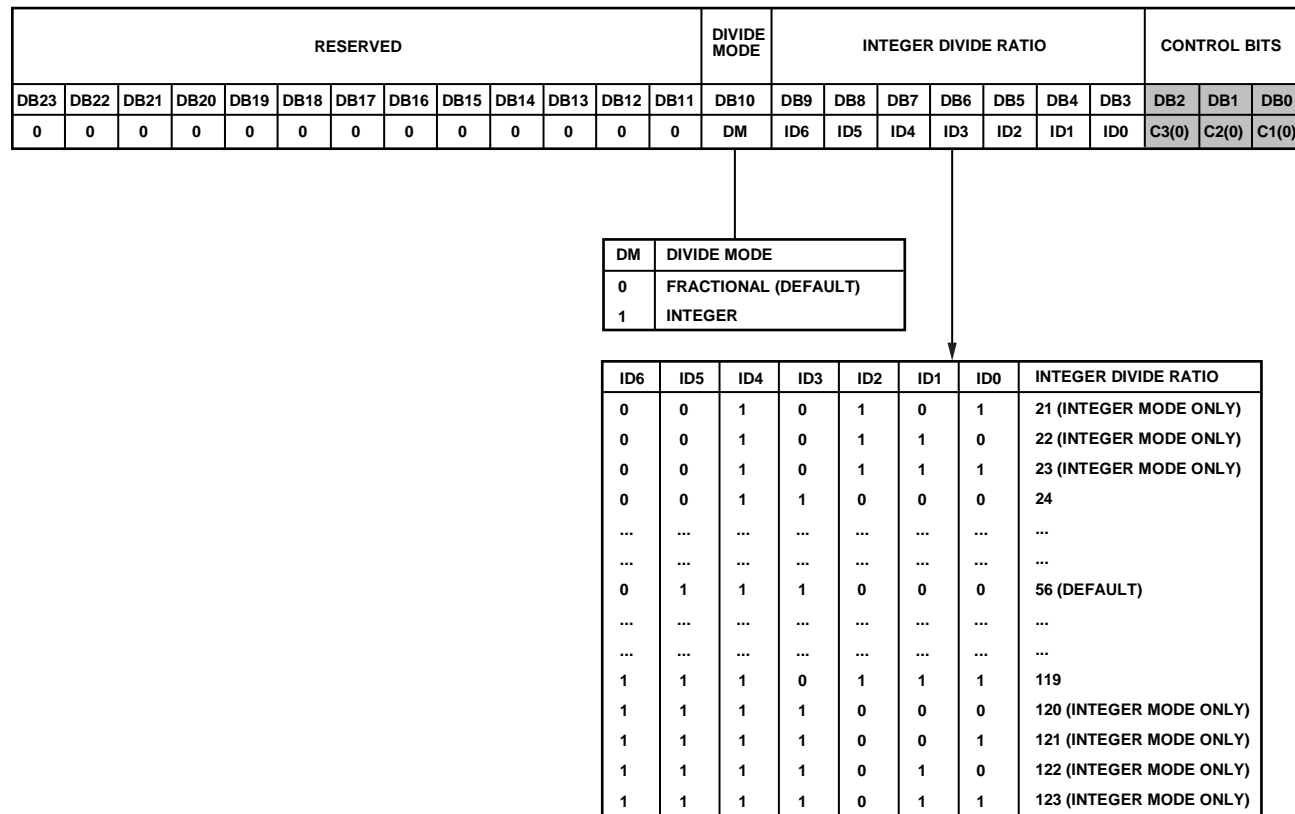 RESERVED DIVIDE MODE INTEGER DIVIDE RATIO CONTROL BITS
DB23 DB22 DB21 DB20 DB19 DB18 DB17 DB16 DB15 DB14 DB13 DB12 DB11 DB10 DB9 DB8 DB7 DB6 DB5 DB4 DB3 DB2 DB1 DB0
0 0 0 0 0 0 0 0 0 0 0 0 0 DM ID6 ID5 ID4 ID3 ID2 ID1 ID0 C3(0) C2(0) C1(0)
DM DIVIDE MODE
0 FRACTIONAL (DEFAULT)
1 INTEGER
ID6 ID5 ID4 ID3 ID2 ID1 ID0 INTEGER DIVIDE RATIO
0 0 1 0 1 0 1 21 (INTEGER MODE ONLY)
0 0 1 0 1 1 0 22 (INTEGER MODE ONLY)
0 0 1 0 1 1 1 23 (INTEGER MODE ONLY)
0 0 1 1 0 0 0 24
... ... ... ... ... ... ... ...
... ... ... ... ... ... ... ...
0 1 1 1 0 0 0 56 (DEFAULT)
... ... ... ... ... ... ... ...
... ... ... ... ... ... ... ...
1 1 1 0 1 1 1 119
1 1 1 1 0 0 0 120 (INTEGER MODE ONLY)
1 1 1 1 0 0 1 121 (INTEGER MODE ONLY)
1 1 1 1 0 1 0 122 (INTEGER MODE ONLY)
1 1 1 1 0 1 1 123 (INTEGER MODE ONLY)